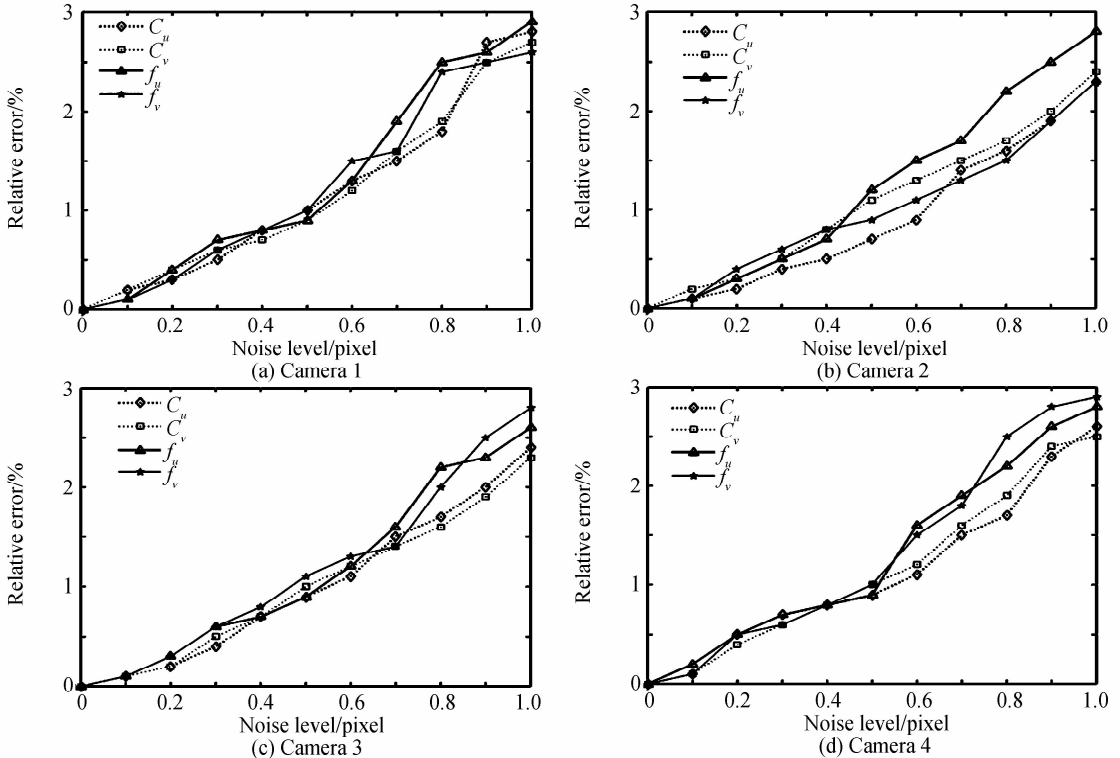 3
C_u
C_v
f_u
f_v
2
Relative error/%
1
0
0 0.2 0.4 0.6 0.8 1.0
Noise level/pixel
(a) Camera 1
3
C_u
C_v
f_u
f_v
2
Relative error/%
1
0
0 0.2 0.4 0.6 0.8 1.0
Noise level/pixel
(b) Camera 2
3
C_u
C_v
f_u
f_v
2
Relative error/%
1
0
0 0.2 0.4 0.6 0.8 1.0
Noise level/pixel
(c) Camera 3
3
C_u
C_v
f_u
f_v
2
Relative error/%
1
0
0 0.2 0.4 0.6 0.8 1.0
Noise level/pixel
(d) Camera 4